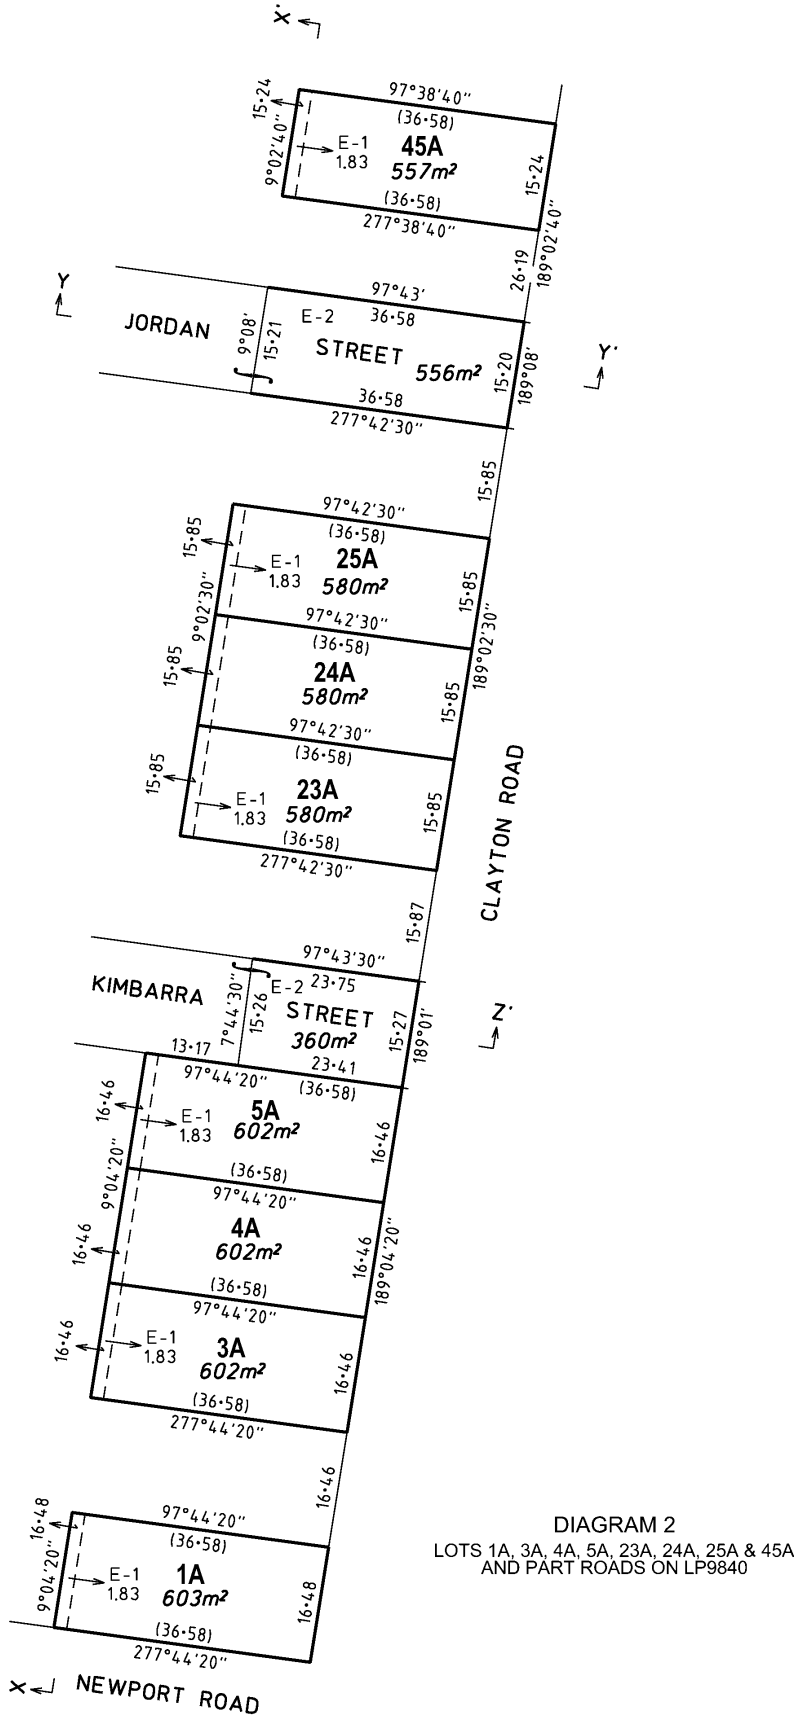 X'
97°38'40"
(36·58)
15·24
9°02'40"
E-1
1.83
45A
557m²
15·24
(36·58)
277°38'40"
26·19
189°02'40"
Y
JORDAN
9°08'
15·21
97°43'
36·58
E-2
STREET
556m²
15·20
189°08'
36·58
277°42'30"
Y'
15·85
97°42'30"
(36·58)
15·85
E-1
1.83
25A
580m²
15·85
9°02'30"
97°42'30"
(36·58)
15·85
24A
580m²
15·85
189°02'30"
97°42'30"
(36·58)
15·85
23A
E-1
1.83
580m²
15·85
(36·58)
277°42'30"
CLAYTON ROAD
15·87
97°43'30"
23·75
KIMBARRA
7°44'30"
15·26
E-2
STREET
360m²
15·27
189°01'
Z'
13·17
23·41
97°44'20"
(36·58)
16·46
E-1
1.83
5A
602m²
16·46
9°04'20"
(36·58)
97°44'20"
16·46
4A
602m²
16·46
189°04'20"
(36·58)
97°44'20"
16·46
E-1
1.83
3A
602m²
16·46
(36·58)
277°44'20"
16·46
97°44'20"
(36·58)
16·48
9°04'20"
E-1
1.83
1A
603m²
16·48
(36·58)
277°44'20"
X
NEWPORT ROAD
DIAGRAM 2
LOTS 1A, 3A, 4A, 5A, 23A, 24A, 25A & 45A
AND PART ROADS ON LP9840